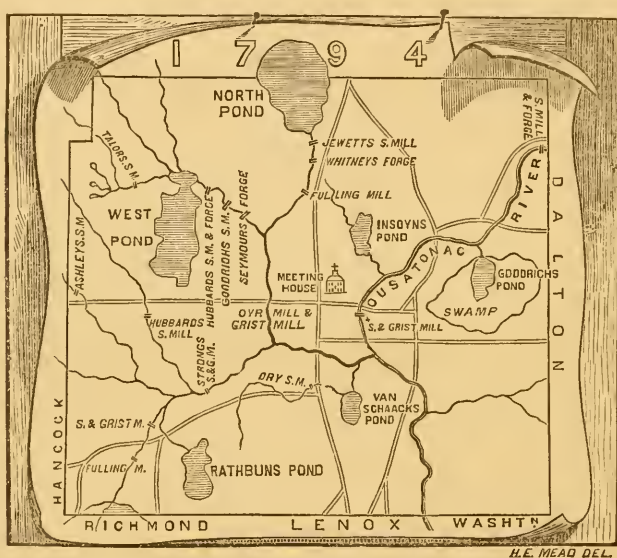 1794
NORTH
POND
JEWETTS S. MILL
WHITNEYS FORGE
FULLING MILL
S. MILL
& FORGE
TALORS. S M.
WEST
POND
ASHLEYS. S.M.
HUBBARDS S.M. & FORGE
GOODRICHS S.M.
SEYMOURS FORGE
INSOYNS
POND
OUSATONAC
RIVER
DALTON
GOODRICHS
POND
SWAMP
MEETING
HOUSE
OYR MILL &
GRIST MILL
S. & GRIST MILL
HUBBARDS
S. MILL
STRONGS
S. & G. M.
DRY S. M.
VAN
SCHAACKS
POND
S. & GRIST M.
FULLING M.
RATHBUNS POND
HANCOCK
RICHMOND
LENOX
WASHTN.
H.E. MEAD DEL.